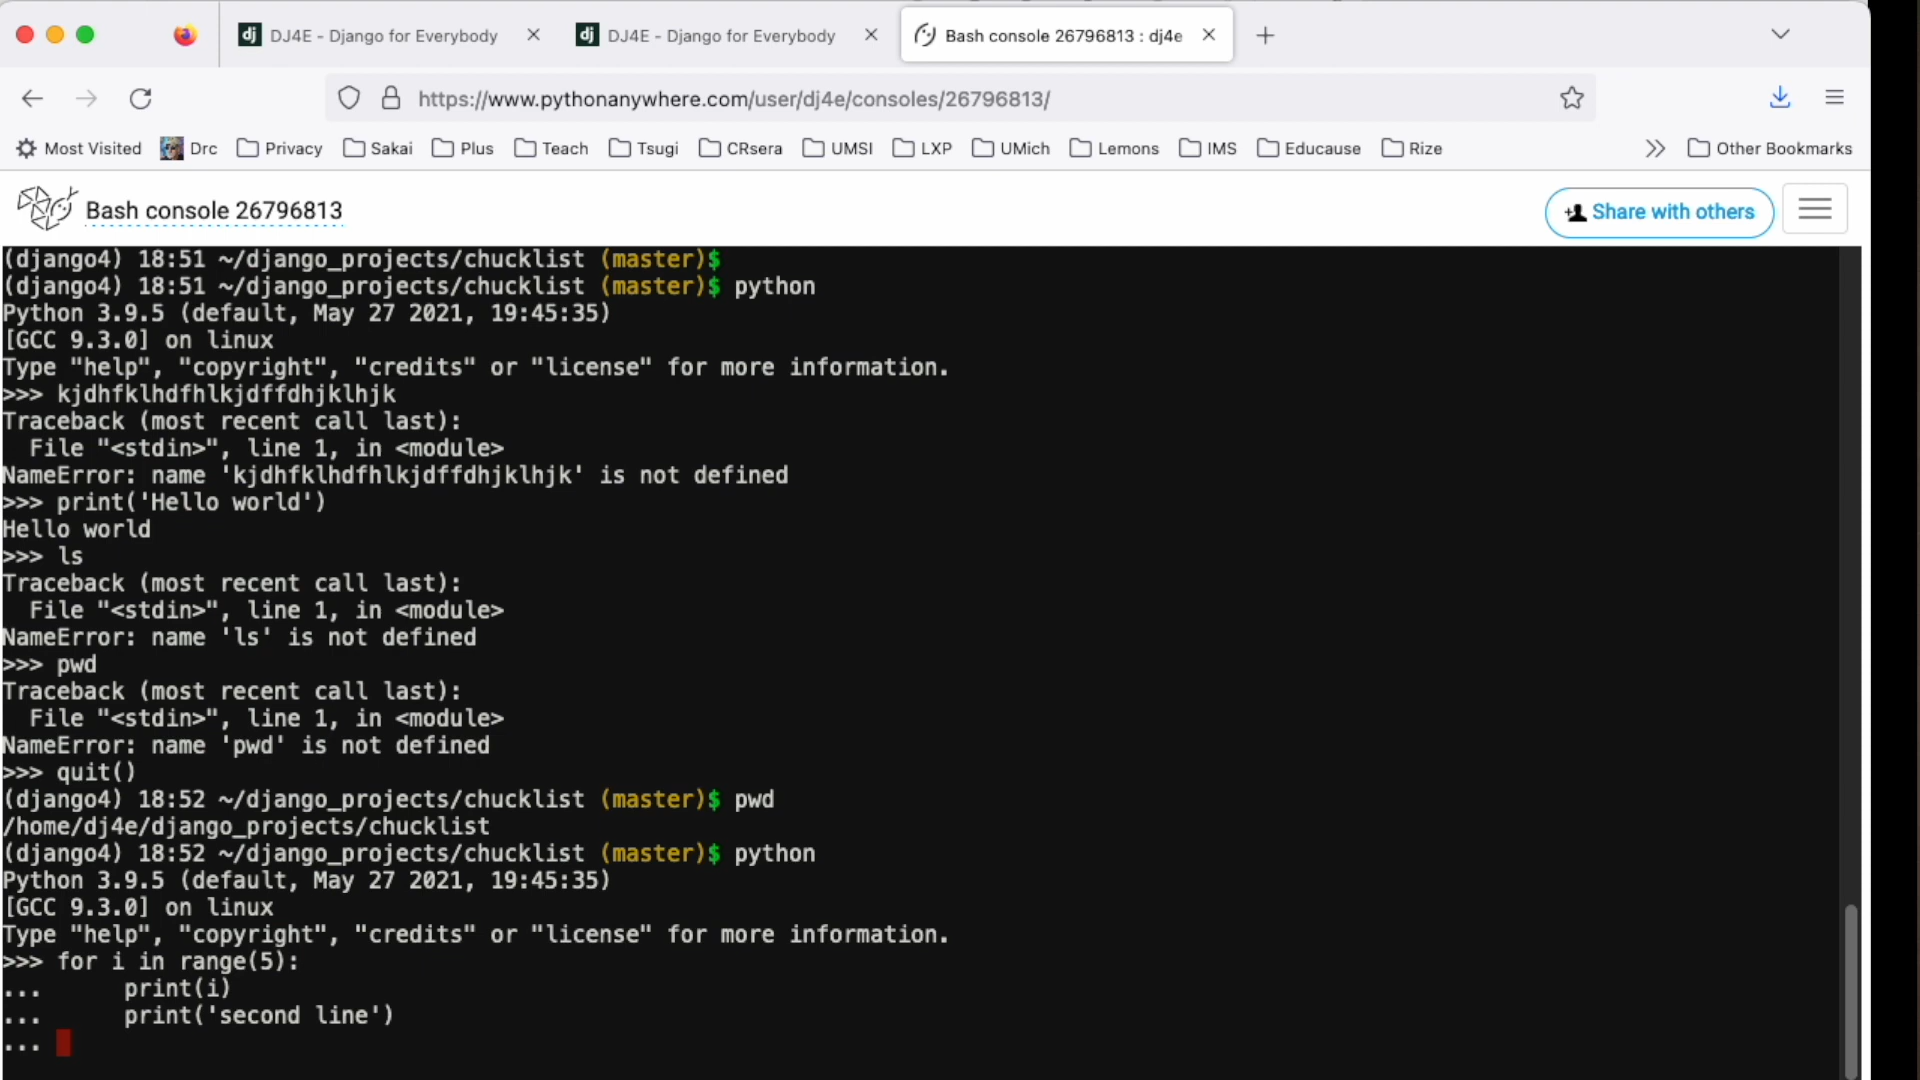 dj DJ4E - Django for Everybody
dj DJ4E - Django for Everybody
Bash console 26796813 : dj4e
https://www.pythonanywhere.com/user/dj4e/consoles/26796813/
Most Visited Drc Privacy Sakai Plus Teach Tsugi CRsera UMSI LXP UMich Lemons IMS Educause Rize Other Bookmarks
Bash console 26796813
Share with others
(django4) 18:51 ~/django_projects/chucklist (master)$
(django4) 18:51 ~/django_projects/chucklist (master)$ python
Python 3.9.5 (default, May 27 2021, 19:45:35)
[GCC 9.3.0] on linux
Type "help", "copyright", "credits" or "license" for more information.
>>> kjdhfklhdfhlkjdffdhjklhjk
Traceback (most recent call last):
  File "<stdin>", line 1, in <module>
NameError: name 'kjdhfklhdfhlkjdffdhjklhjk' is not defined
>>> print('Hello world')
Hello world
>>> ls
Traceback (most recent call last):
  File "<stdin>", line 1, in <module>
NameError: name 'ls' is not defined
>>> pwd
Traceback (most recent call last):
  File "<stdin>", line 1, in <module>
NameError: name 'pwd' is not defined
>>> quit()
(django4) 18:52 ~/django_projects/chucklist (master)$ pwd
/home/dj4e/django_projects/chucklist
(django4) 18:52 ~/django_projects/chucklist (master)$ python
Python 3.9.5 (default, May 27 2021, 19:45:35)
[GCC 9.3.0] on linux
Type "help", "copyright", "credits" or "license" for more information.
>>> for i in range(5):
...      print(i)
...      print('second line')
...